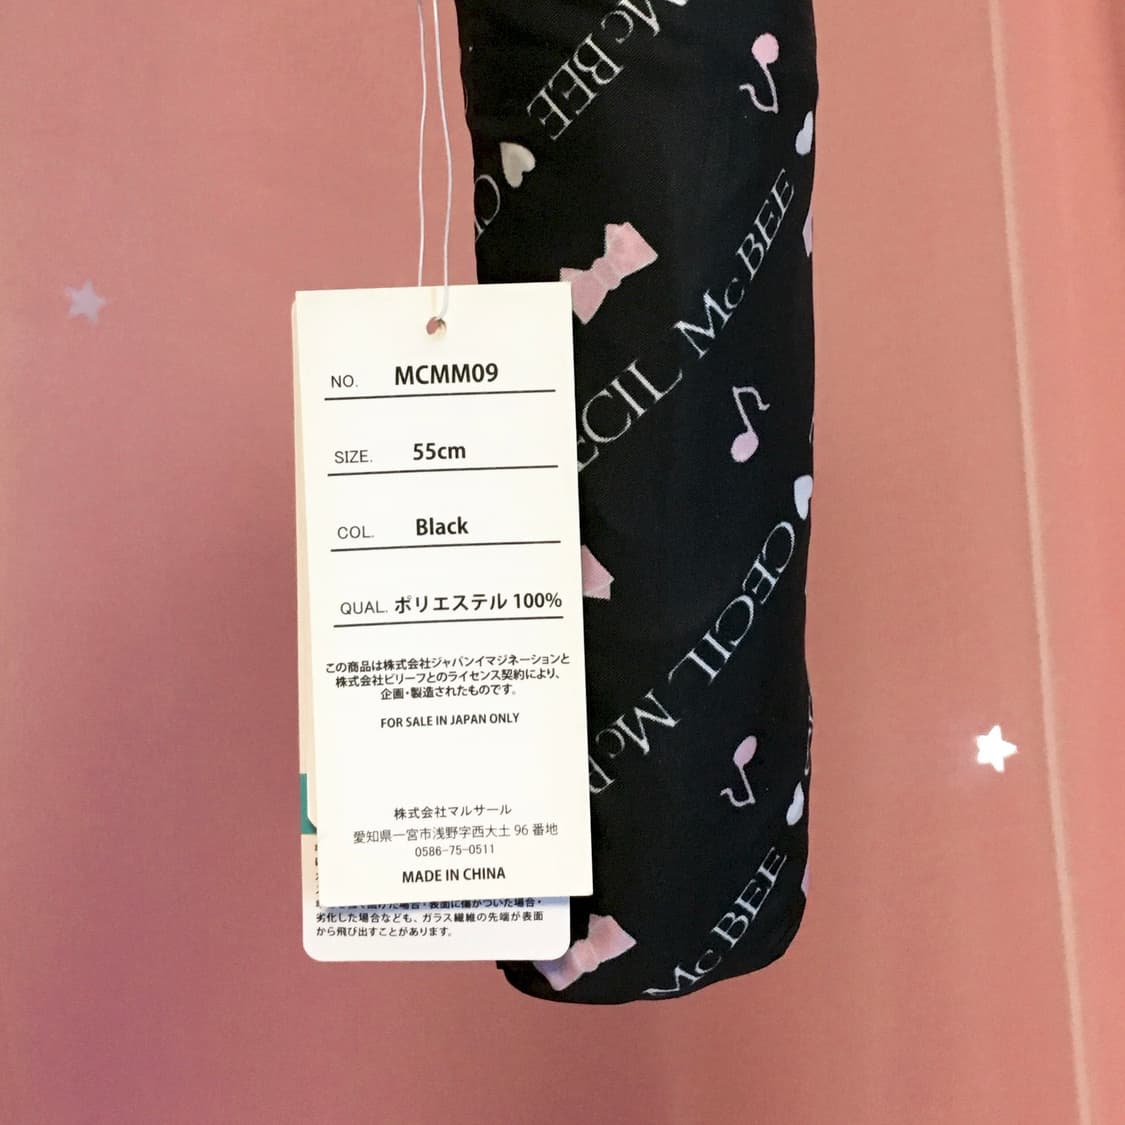 McBEE
McBEE
CECIL
CECIL
McBEE
NO. MCMM09
SIZE. 55cm
COL. Black
QUAL. ポリエステル 100%
この商品は株式会社ジャパンイマジネーションと
株式会社ビリーフとのライセンス契約により、
企画・製造されたものです。
FOR SALE IN JAPAN ONLY
株式会社マルサール
愛知県一宮市浅野字西大土 96 番地
0586-75-0511
MADE IN CHINA
劣化した場合なども、ガラス繊維の先端が表面
から飛び出すことがあります。